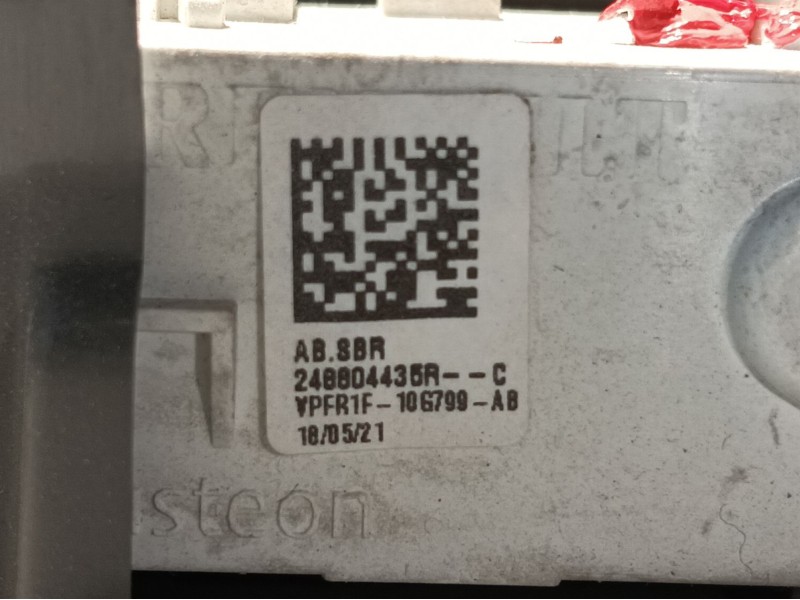 AB.SBR
248804435R--C
VPFR1F-10G799-AB
18/05/21
steon